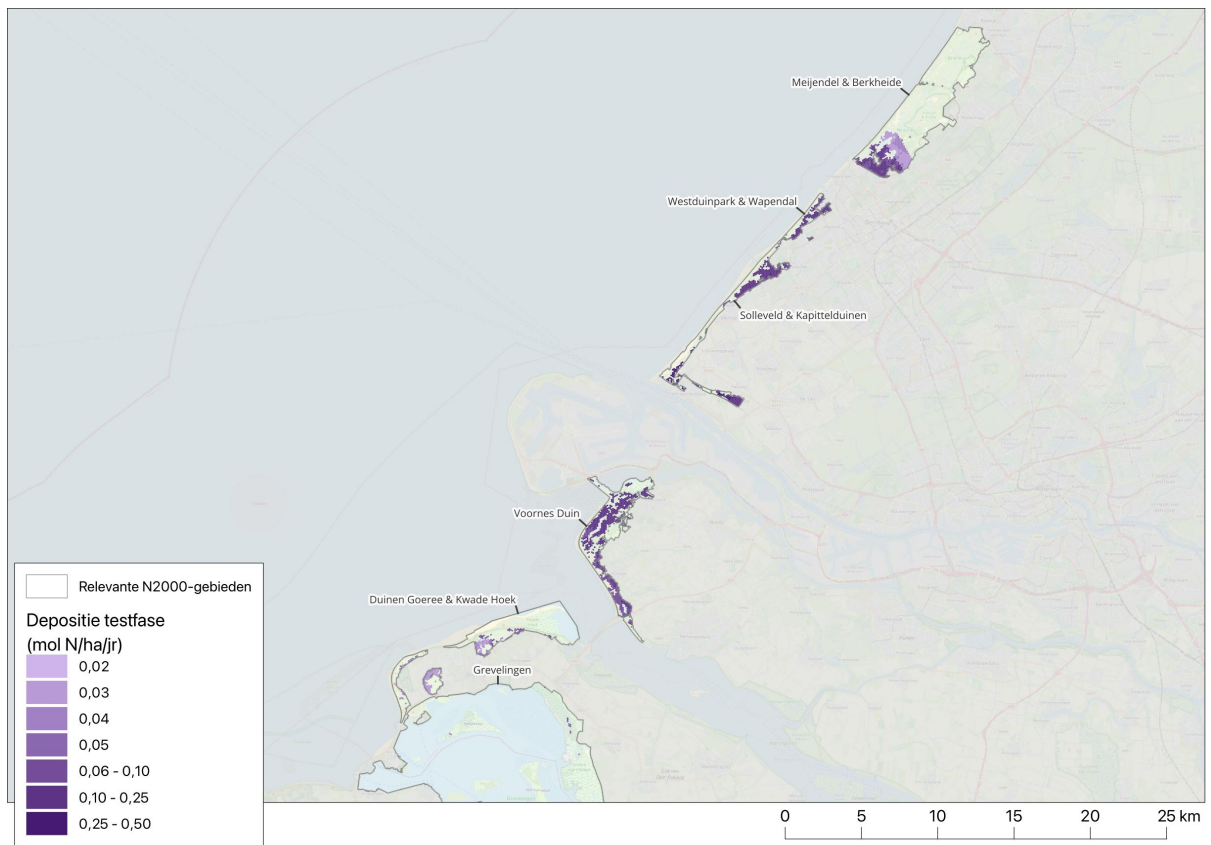 Meijendel & Berkheide
Westduinpark & Wapendal
Solleveld & Kapittelduinen
Voornes Duin
Duinen Goeree & Kwade Hoek
Grevelingen
Relevante N2000-gebieden
Depositie testfase
(mol N/ha/jr)
0,02
0,03
0,04
0,05
0,06 - 0,10
0,10 - 0,25
0,25 - 0,50
0 5 10 15 20 25 km